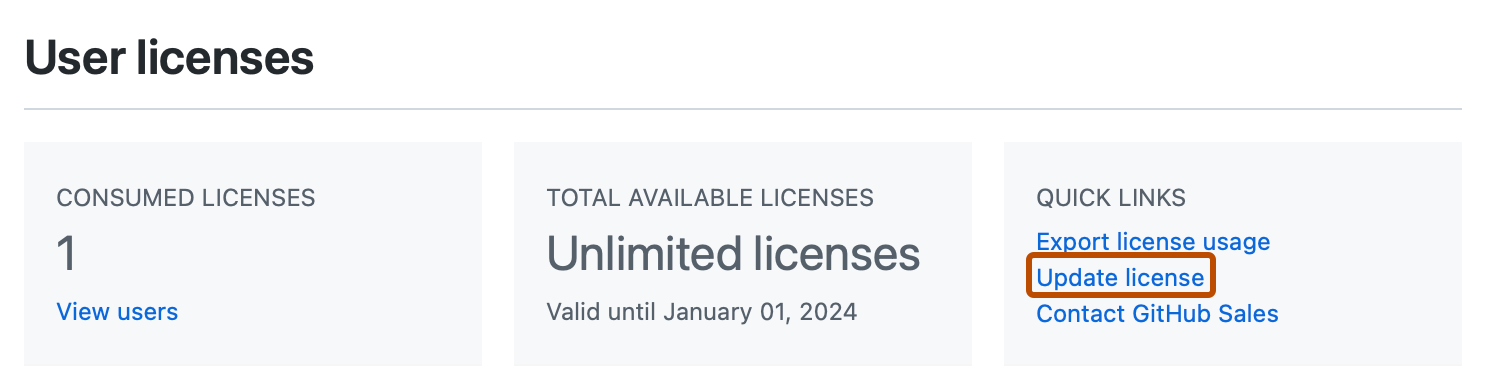 User licenses
CONSUMED LICENSES
1
View users
TOTAL AVAILABLE LICENSES
Unlimited licenses
Valid until January 01, 2024
QUICK LINKS
Export license usage
Update license
Contact GitHub Sales